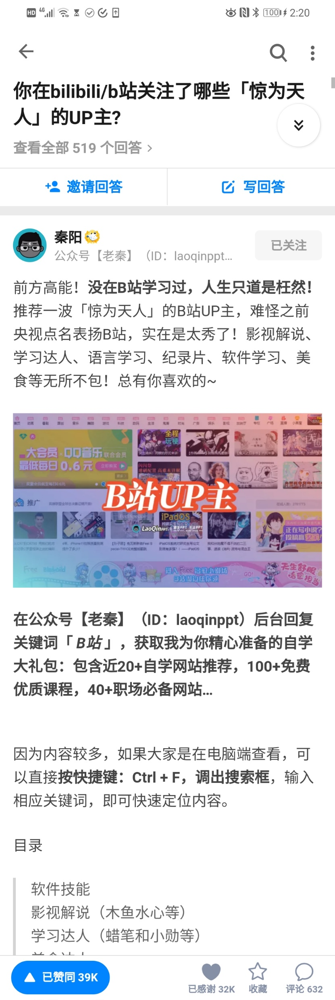 HD 4G 100 2:20
你在bilibili/b站关注了哪些「惊为天
人」的UP主?
查看全部 519 个回答 >
邀请回答 写回答
秦阳
公众号【老秦】（ID：laoqinppt...
已关注
前方高能！没在B站学习过，人生只道是枉然！
推荐一波「惊为天人」的B站UP主，难怪之前
央视点名表扬B站，实在是太秀了！影视解说、
学习达人、语言学习、纪录片、软件学习、美
食等无所不包！总有你喜欢的~
大会员 × QQ音乐 联合会员
最低每日 0.6 元 立即购买
全程
玩梗
B站UP主
推广
iPadOS
LaoQinPPT
Harry Potter
正在写小说?
在公众号【老秦】（ID：laoqinppt）后台回复
关键词「 B站 」，获取我为你精心准备的自学
大礼包：包含近20+自学网站推荐，100+免费
优质课程，40+职场必备网站...
因为内容较多，如果大家是在电脑端查看，可
以直接按快捷键：Ctrl + F，调出搜索框，输入
相应关键词，即可快速定位内容。
目录
软件技能
影视解说（木鱼水心等）
学习达人（蜡笔和小勋等）
已赞同 39K
已感谢 32K 收藏 评论 632